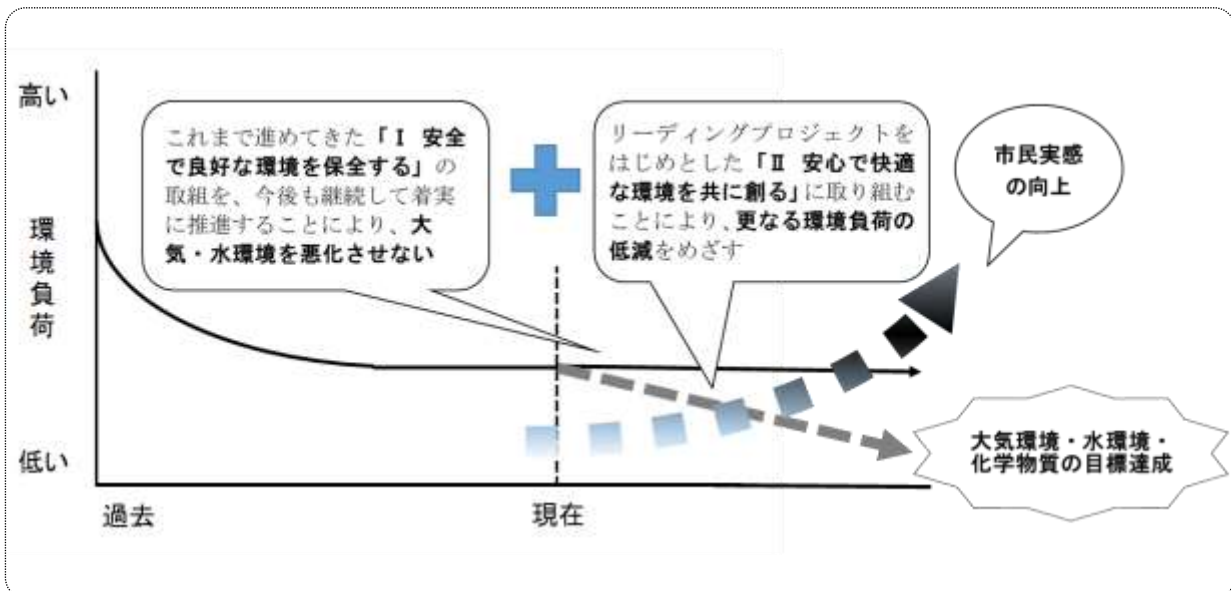 高い
これまで進めてきた「Ⅰ 安全
で良好な環境を保全する」の
取組を、今後も継続して着実
に推進することにより、大
気・水環境を悪化させない
リーディングプロジェクトを
はじめとした「Ⅱ 安心で快適
な環境を共に創る」に取り組む
ことにより、更なる環境負荷の
低減をめざす
市民実感
の向上
環境負荷
大気環境・水環境・
化学物質の目標達成
低い
過去
現在